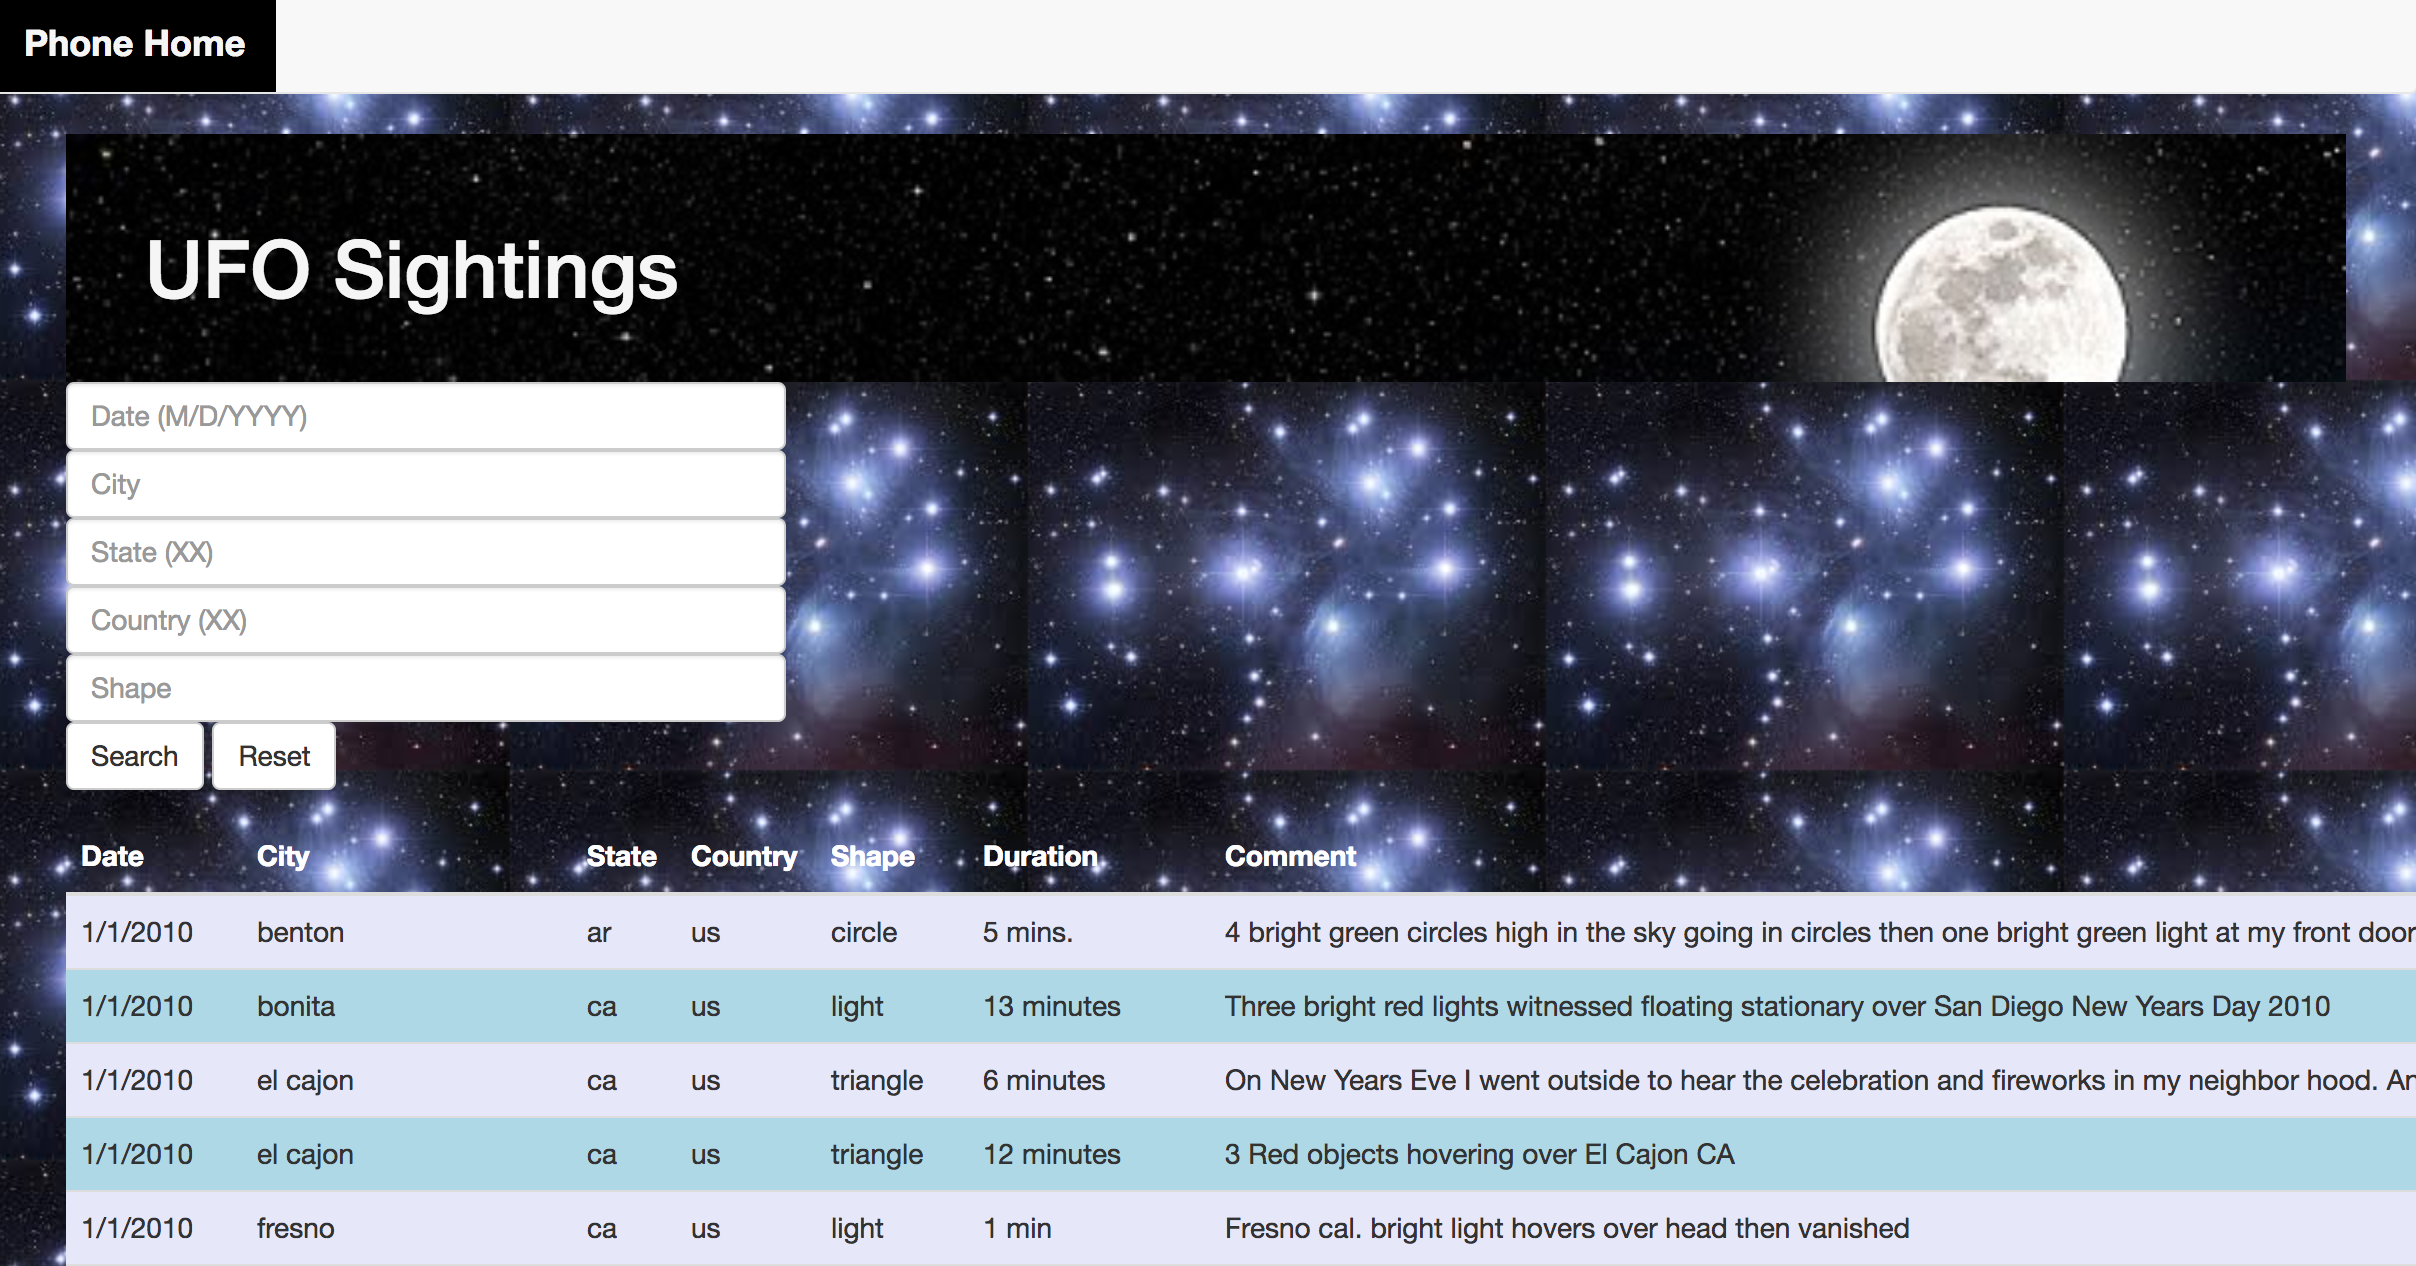 Phone Home
UFO Sightings
Date (M/D/YYYY)
City
State (XX)
Country (XX)
Shape
Search Reset
Date City State Country Shape Duration Comment
1/1/2010 benton ar us circle 5 mins. 4 bright green circles high in the sky going in circles then one bright green light at my front door
1/1/2010 bonita ca us light 13 minutes Three bright red lights witnessed floating stationary over San Diego New Years Day 2010
1/1/2010 el cajon ca us triangle 6 minutes On New Years Eve I went outside to hear the celebration and fireworks in my neighbor hood. An
1/1/2010 el cajon ca us triangle 12 minutes 3 Red objects hovering over El Cajon CA
1/1/2010 fresno ca us light 1 min Fresno cal. bright light hovers over head then vanished